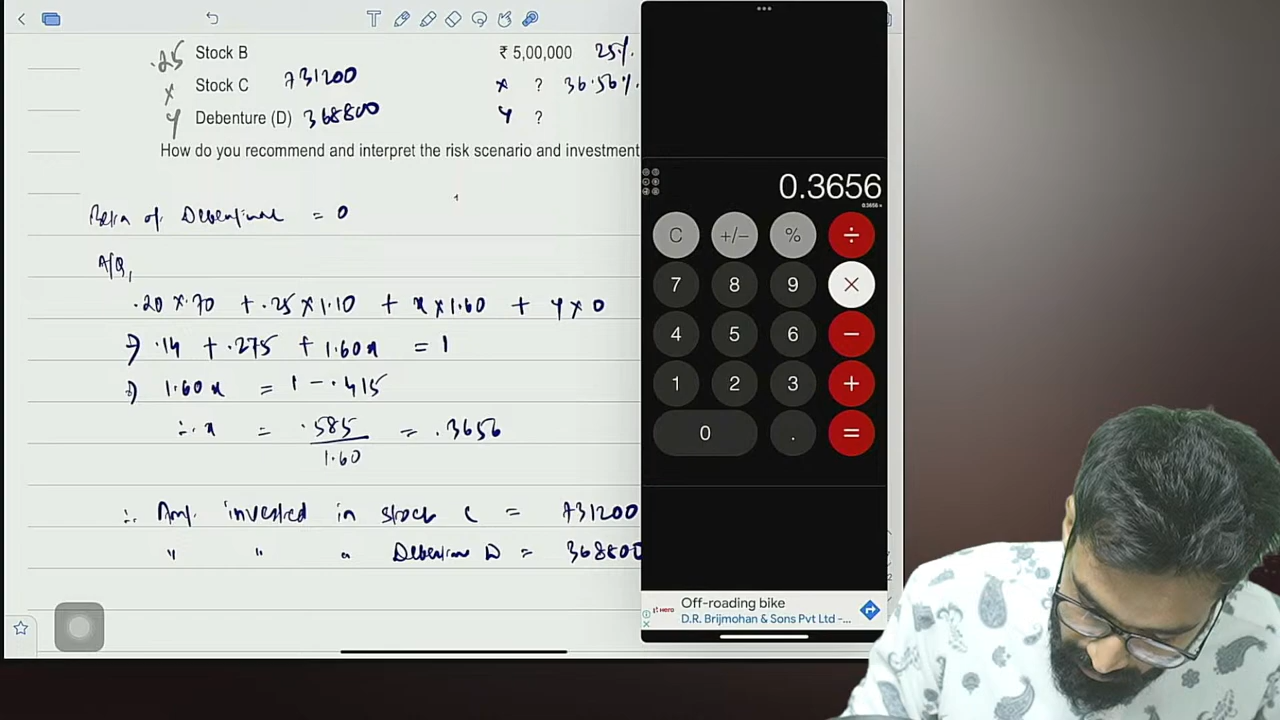 .25 Stock B ₹ 5,00,000 25%.
x Stock C 731200 x ? 36.56%.
y Debenture (D) 368800 y ?
How do you recommend and interpret the risk scenario and investment
Beta of Debenture = 0
A/Q,
.20 x .70 + .25 x 1.10 + x x 1.60 + y x 0
⇒ .14 + .275 + 1.60x = 1
⇒ 1.60x = 1 - .415
∴ x = .585 / 1.60 = .3656
∴ Amt. invested in stock C = 731200
" " " Debenture D = 368800
0.3656
C +/− % ÷
7 8 9 ×
4 5 6 −
1 2 3 +
0 . =
Off-roading bike
D.R. Brijmohan & Sons Pvt Ltd -...
HERO